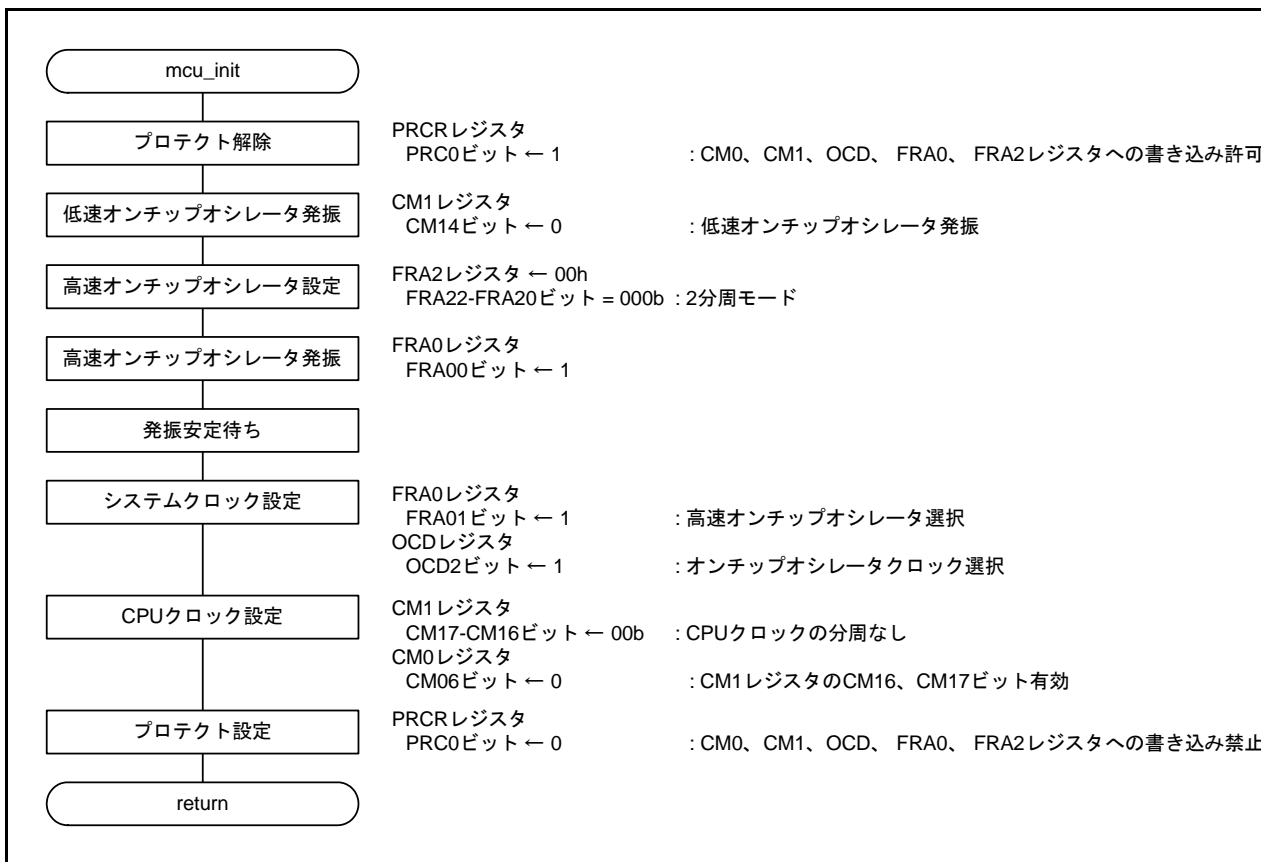 mcu_init
プロテクト解除
PRCRレジスタ
PRC0ビット ← 1 : CM0、CM1、OCD、 FRA0、 FRA2レジスタへの書き込み許可
低速オンチップオシレータ発振
CM1レジスタ
CM14ビット ← 0 : 低速オンチップオシレータ発振
高速オンチップオシレータ設定
FRA2レジスタ ← 00h
FRA22-FRA20ビット = 000b : 2分周モード
高速オンチップオシレータ発振
FRA0レジスタ
FRA00ビット ← 1
発振安定待ち
システムクロック設定
FRA0レジスタ
FRA01ビット ← 1 : 高速オンチップオシレータ選択
OCDレジスタ
OCD2ビット ← 1 : オンチップオシレータクロック選択
CPUクロック設定
CM1レジスタ
CM17-CM16ビット ← 00b : CPUクロックの分周なし
CM0レジスタ
CM06ビット ← 0 : CM1レジスタのCM16、CM17ビット有効
プロテクト設定
PRCRレジスタ
PRC0ビット ← 0 : CM0、CM1、OCD、 FRA0、 FRA2レジスタへの書き込み禁止
return